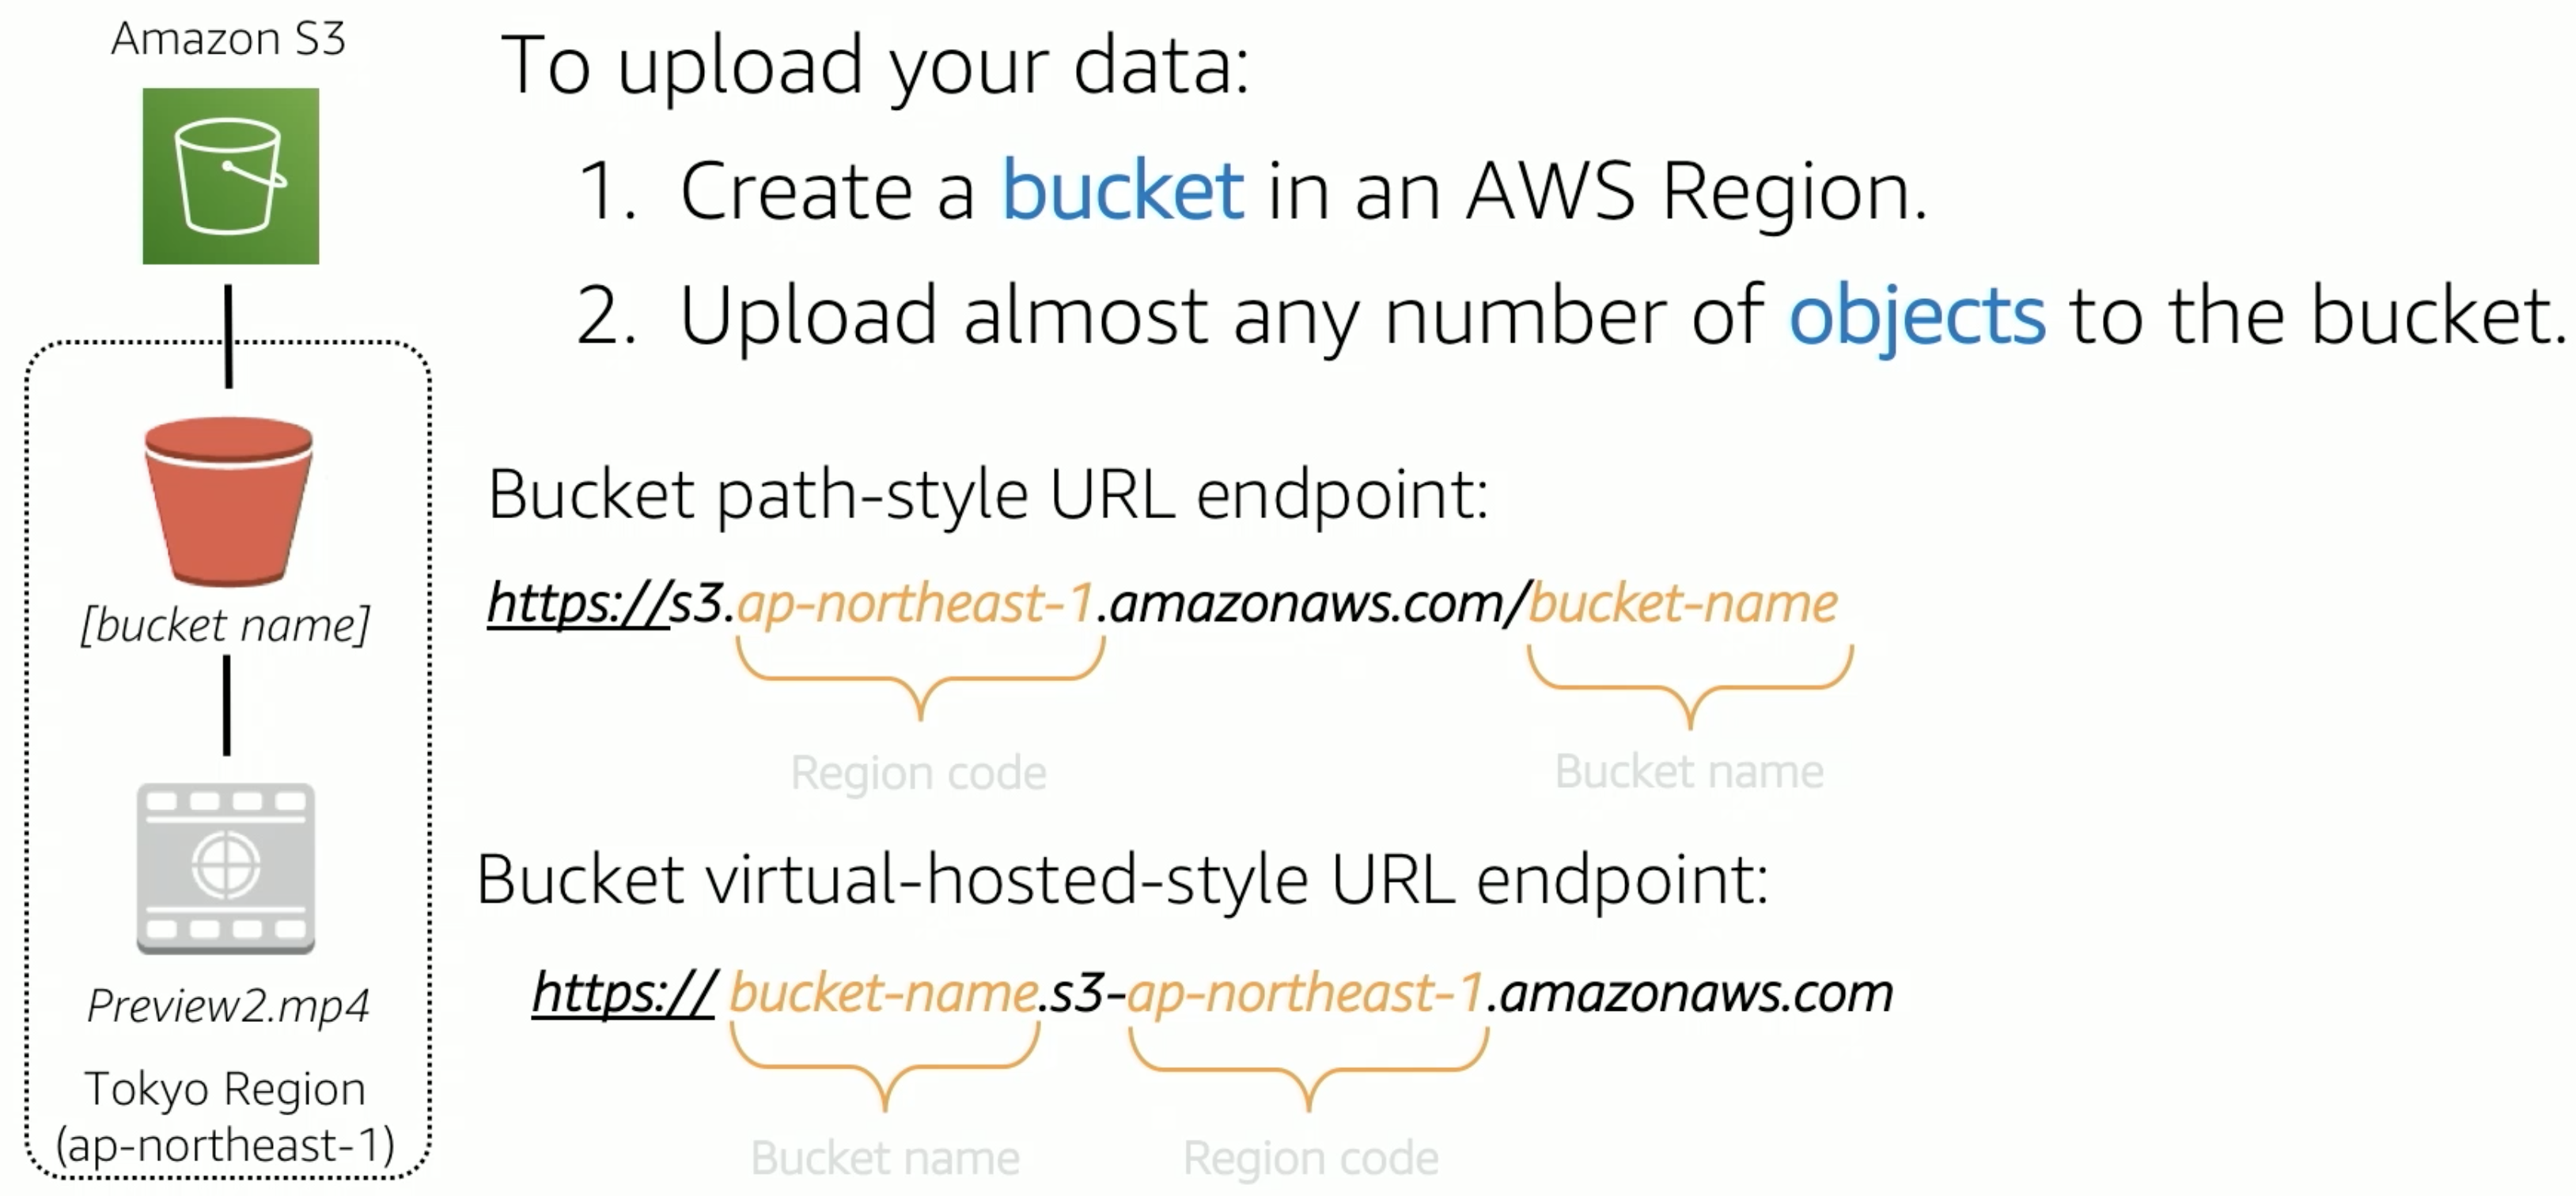 Amazon S3
[bucket name]
Preview2.mp4
Tokyo Region
(ap-northeast-1)
To upload your data:
1. Create a bucket in an AWS Region.
2. Upload almost any number of objects to the bucket.
Bucket path-style URL endpoint:
https://s3.ap-northeast-1.amazonaws.com/bucket-name
Region code
Bucket name
Bucket virtual-hosted-style URL endpoint:
https:// bucket-name.s3-ap-northeast-1.amazonaws.com
Bucket name
Region code